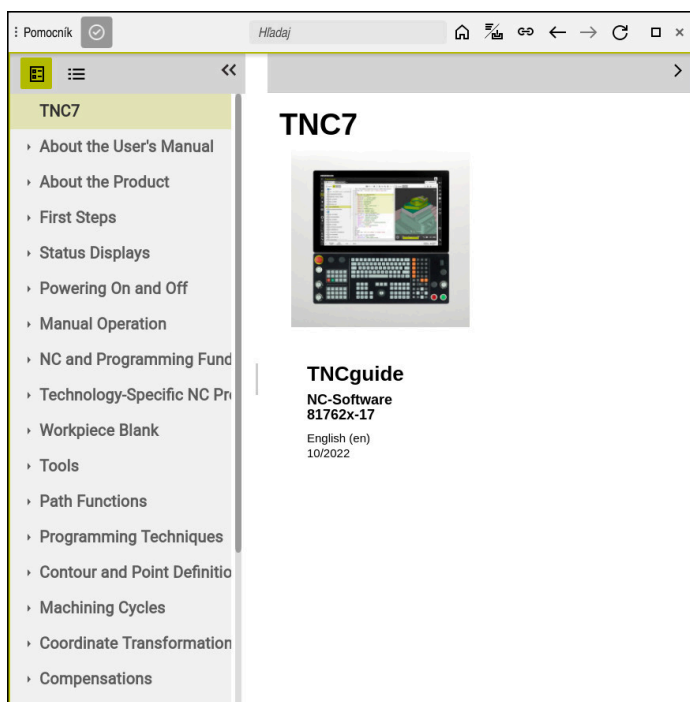 Pomocník
Hľadaj
TNC7
About the User's Manual
About the Product
First Steps
Status Displays
Powering On and Off
Manual Operation
NC and Programming Fund
Technology-Specific NC Pr
Workpiece Blank
Tools
Path Functions
Programming Techniques
Contour and Point Definitio
Machining Cycles
Coordinate Transformation
Compensations
TNC7
TNCguide
NC-Software
81762x-17
English (en)
10/2022